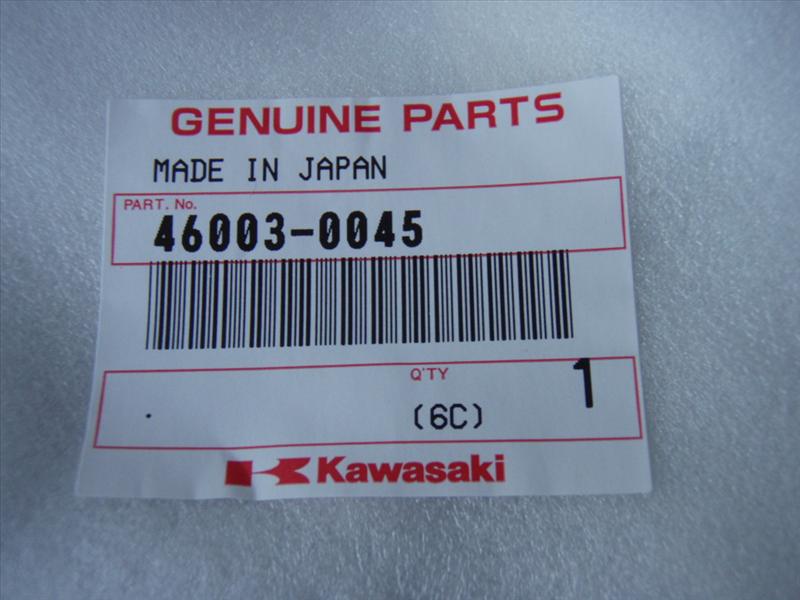 GENUINE PARTS
MADE IN JAPAN
PART. No.
46003-0045
Q'TY
1
(6C)
Kawasaki